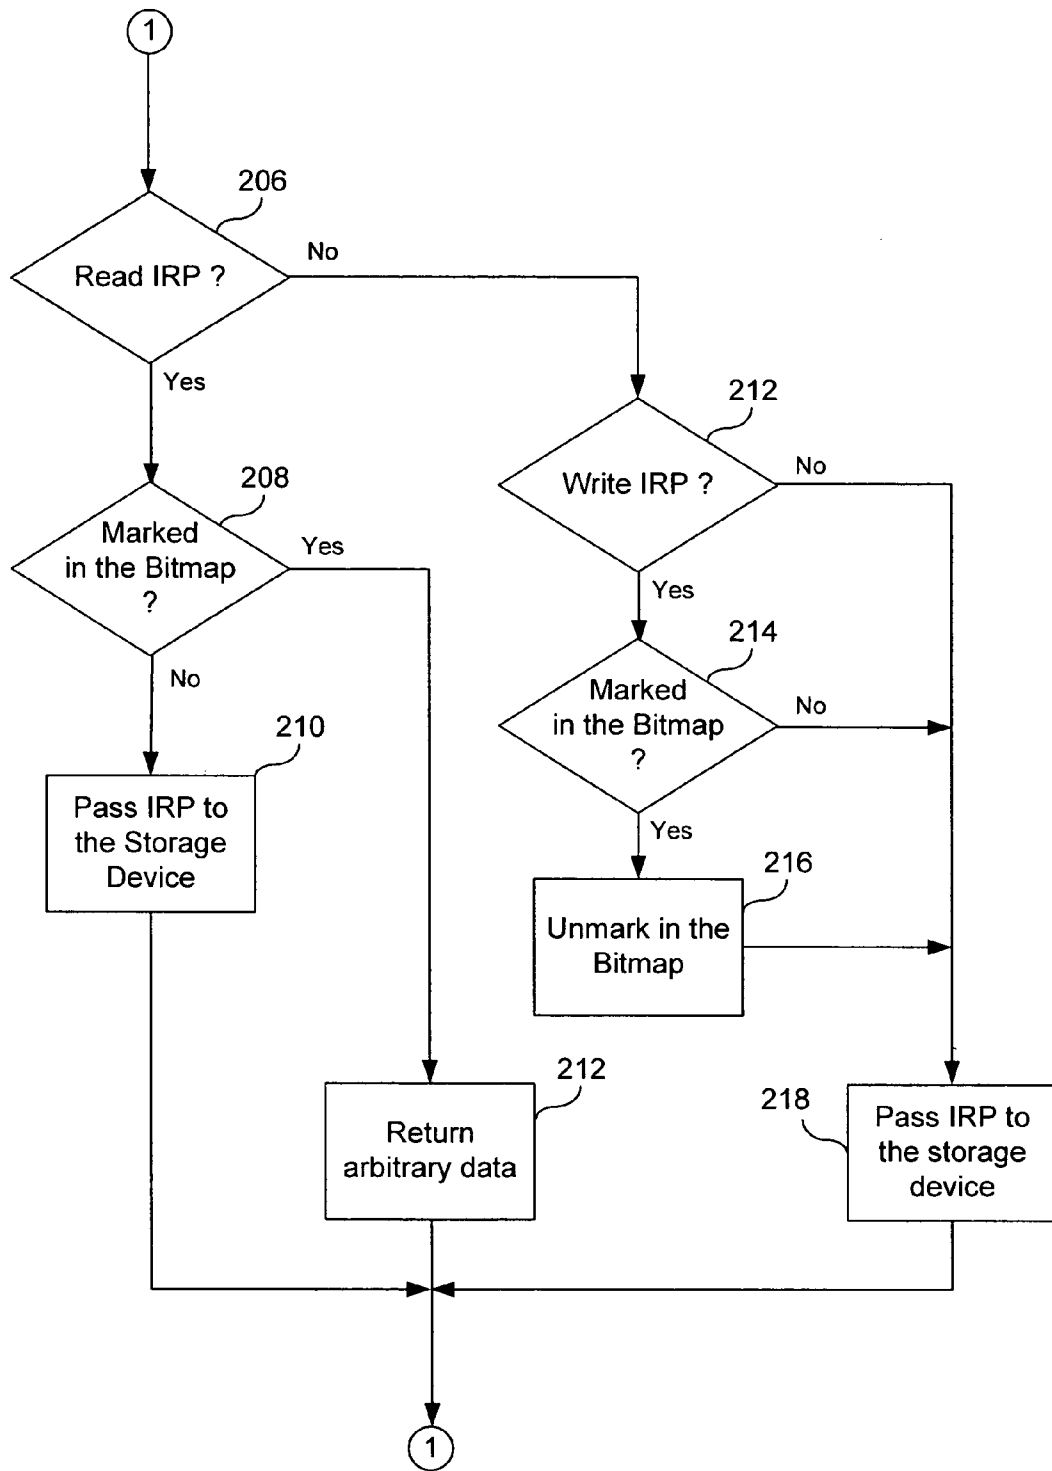 1
206
Read IRP ?
No
Yes
212
Write IRP ?
No
208
Marked
in the Bitmap
?
Yes
Yes
214
Marked
in the Bitmap
?
No
No
210
Pass IRP to
the Storage
Device
Yes
216
Unmark in the
Bitmap
212
Return
arbitrary data
218
Pass IRP to
the storage
device
1